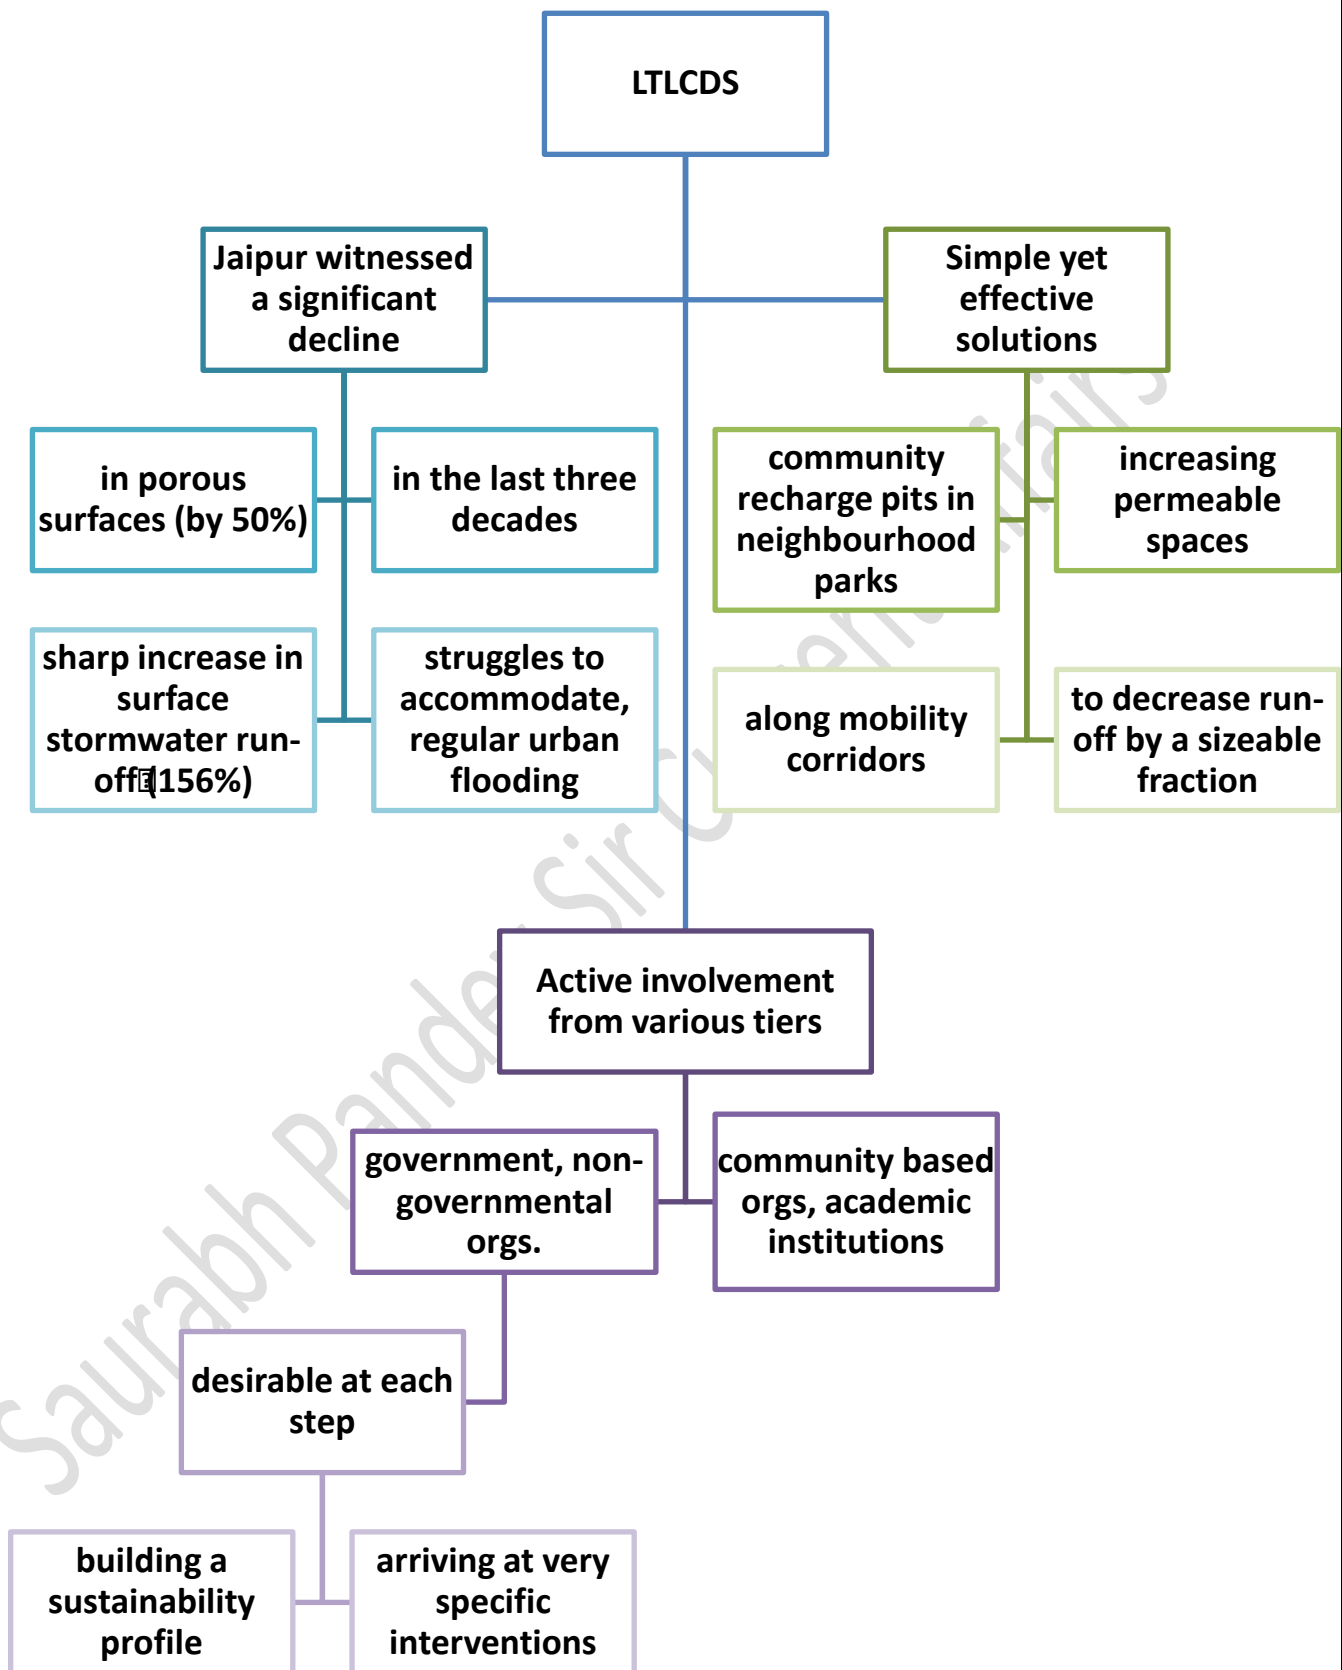 LTLCDS
Jaipur witnessed
a significant
decline
Simple yet
effective
solutions
in porous
surfaces (by 50%)
in the last three
decades
community
recharge pits in
neighbourhood
parks
increasing
permeable
spaces
sharp increase in
surface
stormwater run-
off (156%)
struggles to
accommodate,
regular urban
flooding
along mobility
corridors
to decrease run-
off by a sizeable
fraction
Active involvement
from various tiers
government, non-
governmental
orgs.
community based
orgs, academic
institutions
desirable at each
step
building a
sustainability
profile
arriving at very
specific
interventions
Saurabh Pandey Sir